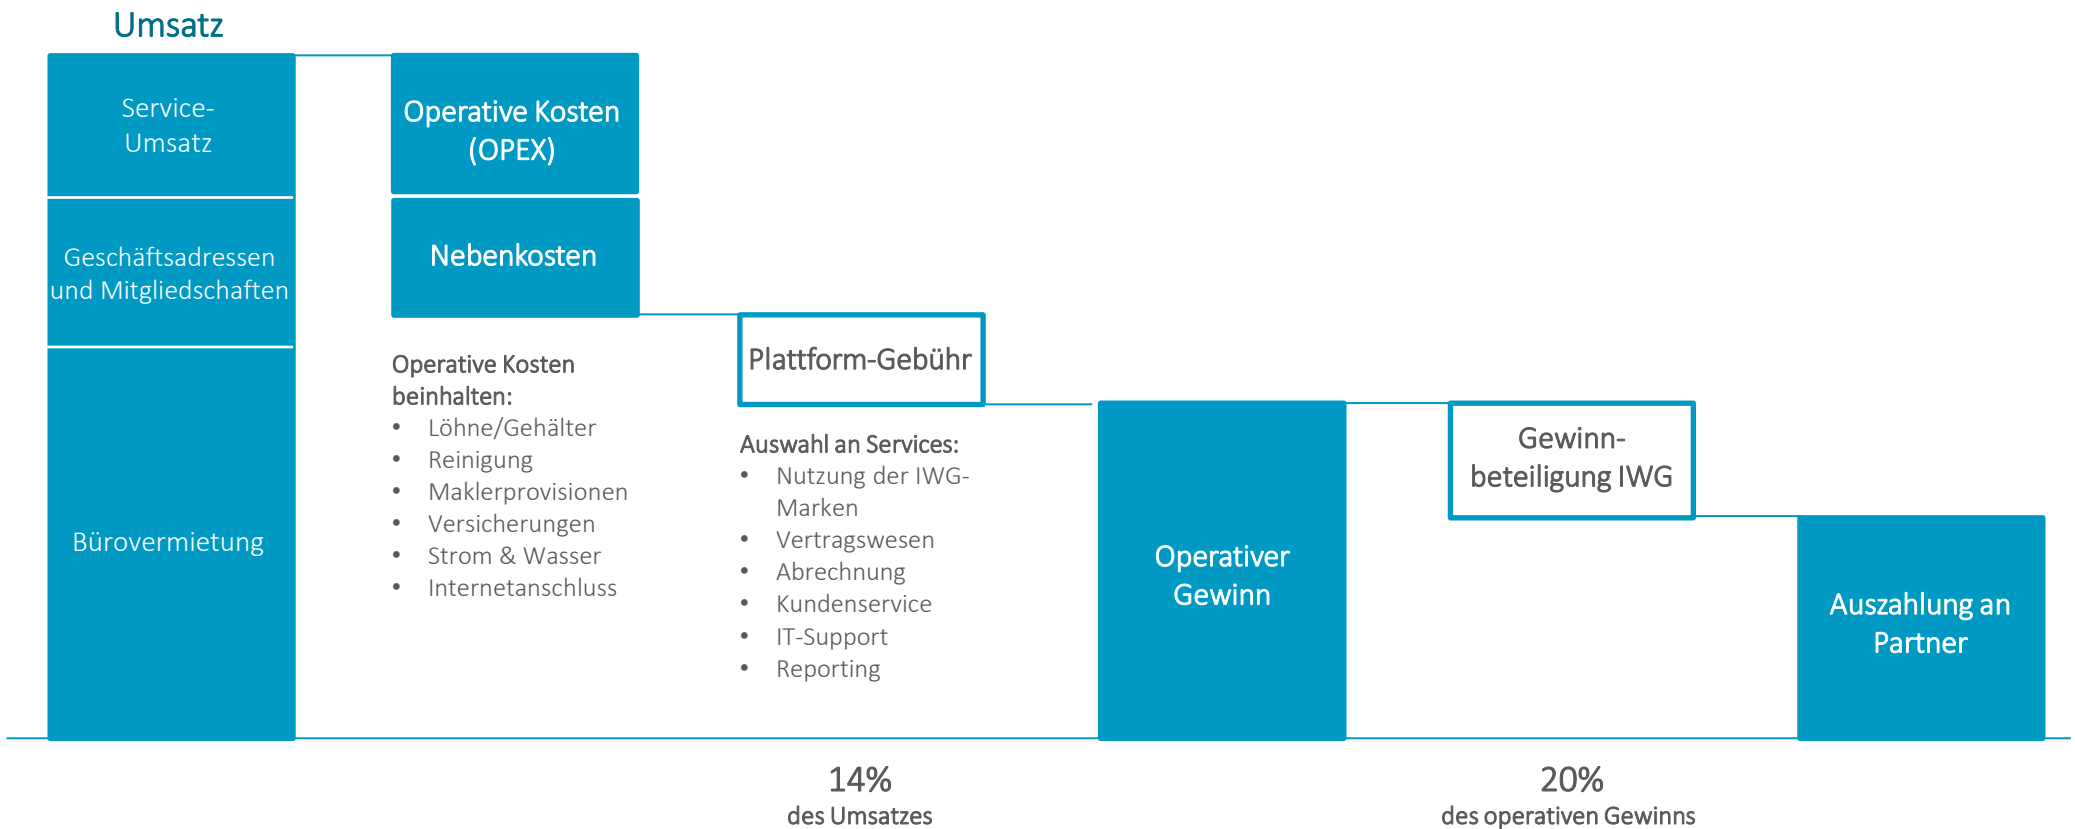 Umsatz
Service-
Umsatz
Geschäftsadressen
und Mitgliedschaften
Bürovermietung
Operative Kosten
(OPEX)
Nebenkosten
Operative Kosten
beinhalten:
• Löhne/Gehälter
• Reinigung
• Maklerprovisionen
• Versicherungen
• Strom & Wasser
• Internetanschluss
Plattform-Gebühr
Auswahl an Services:
• Nutzung der IWG-
Marken
• Vertragswesen
• Abrechnung
• Kundenservice
• IT-Support
• Reporting
14%
des Umsatzes
Operativer
Gewinn
Gewinn-
beteiligung IWG
20%
des operativen Gewinns
Auszahlung an
Partner